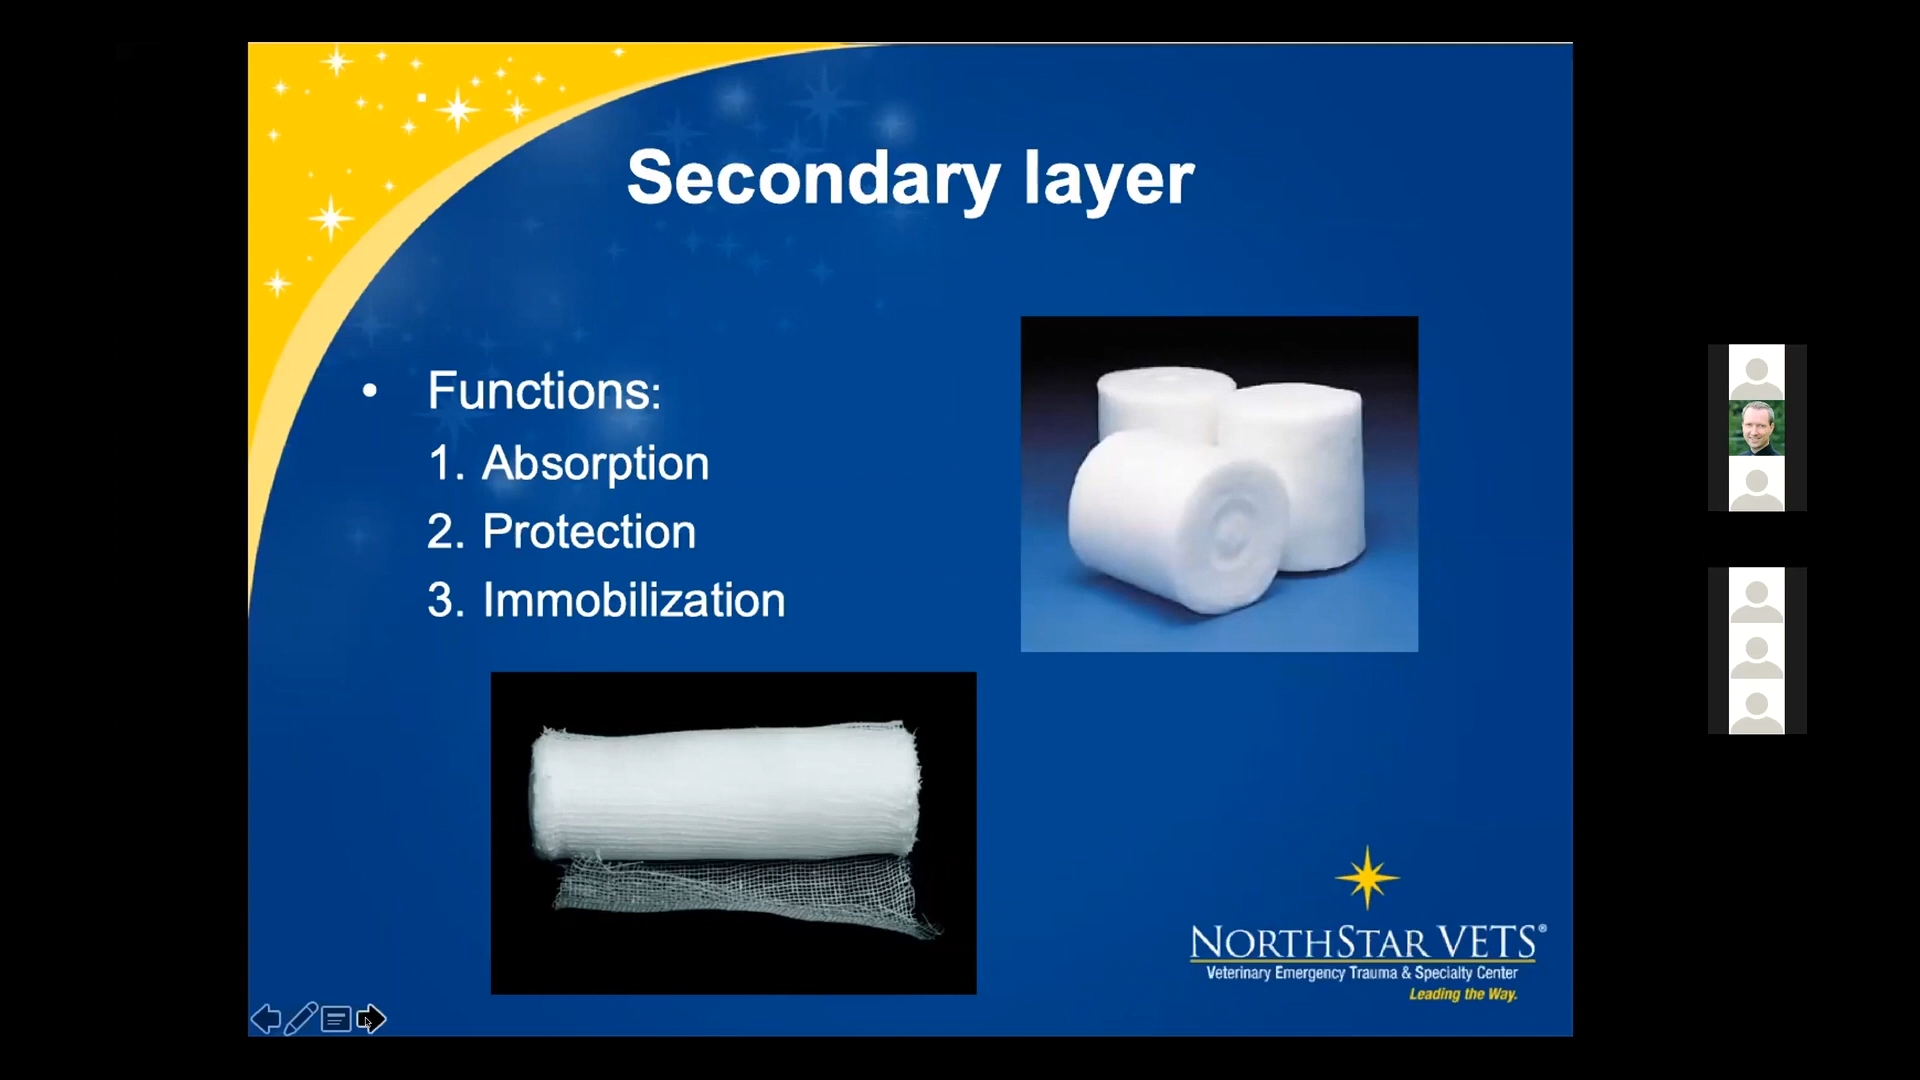 Secondary layer
• Functions:
1. Absorption
2. Protection
3. Immobilization
NORTHSTAR VETS®
Veterinary Emergency Trauma & Specialty Center
Leading the Way.